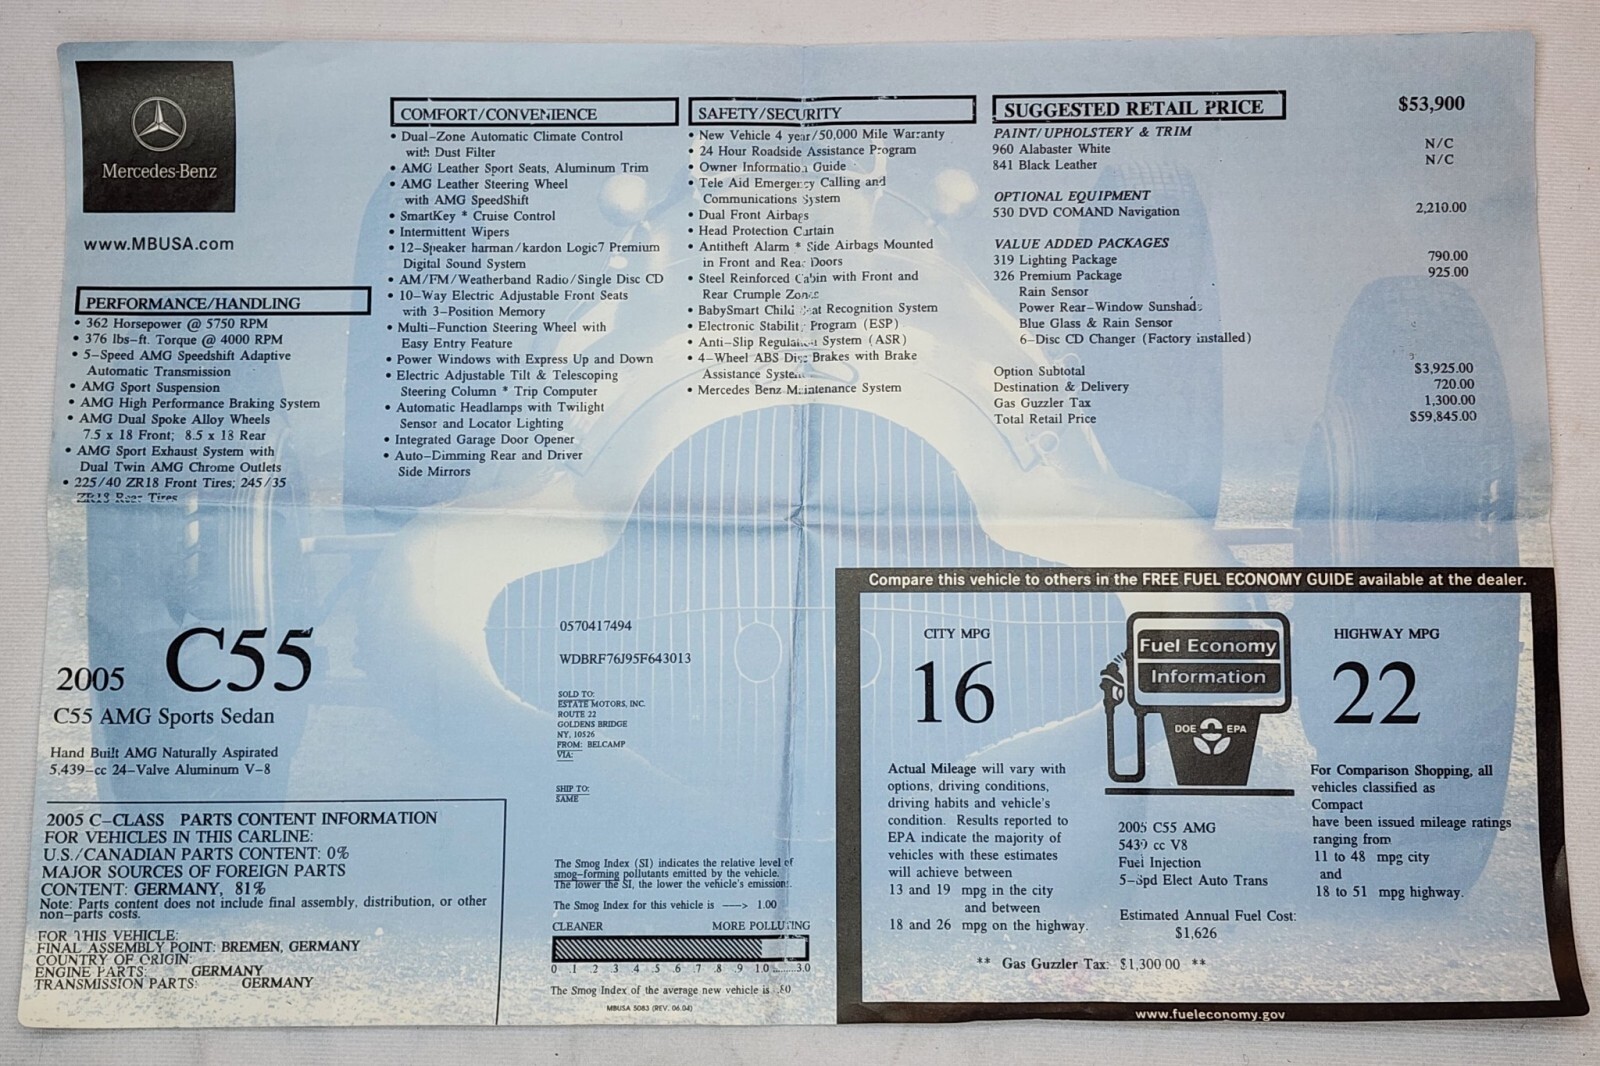 Mercedes-Benz
www.MBUSA.com
PERFORMANCE/HANDLING
• 362 Horsepower @ 5750 RPM
• 376 lbs-ft. Torque @ 4000 RPM
• 5-Speed AMG Speedshift Adaptive
Automatic Transmission
• AMG Sport Suspension
• AMG High Performance Braking System
• AMG Dual Spoke Alloy Wheels
7.5 x 18 Front; 8.5 x 18 Rear
• AMG Sport Exhaust System with
Dual Twin AMG Chrome Outlets
• 225/40 ZR18 Front Tires; 245/35
ZR18 Rear Tires
COMFORT/CONVENIENCE
• Dual-Zone Automatic Climate Control
with Dust Filter
• AMG Leather Sport Seats, Aluminum Trim
• AMG Leather Steering Wheel
with AMG SpeedShift
• SmartKey * Cruise Control
• Intermittent Wipers
• 12-Speaker harman/kardon Logic7 Premium
Digital Sound System
• AM/FM/Weatherband Radio/Single Disc CD
• 10-Way Electric Adjustable Front Seats
with 3-Position Memory
• Multi-Function Steering Wheel with
Easy Entry Feature
• Power Windows with Express Up and Down
• Electric Adjustable Tilt & Telescoping
Steering Column * Trip Computer
• Automatic Headlamps with Twilight
Sensor and Locator Lighting
• Integrated Garage Door Opener
• Auto-Dimming Rear and Driver
Side Mirrors
SAFETY/SECURITY
• New Vehicle 4 year/50,000 Mile Warranty
• 24 Hour Roadside Assistance Program
• Owner Information Guide
• Tele Aid Emergency Calling and
Communications System
• Dual Front Airbags
• Head Protection Curtain
• Antitheft Alarm * Side Airbags Mounted
in Front and Rear Doors
• Steel Reinforced Cabin with Front and
Rear Crumple Zones
• BabySmart Child Seat Recognition System
• Electronic Stability Program (ESP)
• Anti-Slip Regulation System (ASR)
• 4-Wheel ABS Disc Brakes with Brake
Assistance System
• Mercedes Benz Maintenance System
SUGGESTED RETAIL PRICE $53,900
PAINT/UPHOLSTERY & TRIM
960 Alabaster White N/C
841 Black Leather N/C
OPTIONAL EQUIPMENT
530 DVD COMAND Navigation 2,210.00
VALUE ADDED PACKAGES
319 Lighting Package 790.00
326 Premium Package 925.00
Rain Sensor
Power Rear-Window Sunshade
Blue Glass & Rain Sensor
6-Disc CD Changer (Factory installed)
Option Subtotal $3,925.00
Destination & Delivery 720.00
Gas Guzzler Tax 1,300.00
Total Retail Price $59,845.00
2005 C55
C55 AMG Sports Sedan
Hand Built AMG Naturally Aspirated
5,439-cc 24-Valve Aluminum V-8
2005 C-CLASS PARTS CONTENT INFORMATION
FOR VEHICLES IN THIS CARLINE:
U.S./CANADIAN PARTS CONTENT: 0%
MAJOR SOURCES OF FOREIGN PARTS
CONTENT: GERMANY, 81%
Note: Parts content does not include final assembly, distribution, or other
non-parts costs.
FOR THIS VEHICLE:
FINAL ASSEMBLY POINT: BREMEN, GERMANY
COUNTRY OF ORIGIN:
ENGINE PARTS: GERMANY
TRANSMISSION PARTS: GERMANY
0570417494
WDBRF76J95F643013
SOLD TO:
ESTATE MOTORS, INC.
ROUTE 22
GOLDENS BRIDGE
NY, 10526
FROM: BELCAMP
VIA:
SHIP TO:
SAME
The Smog Index (SI) indicates the relative level of
smog-forming pollutants emitted by the vehicle.
The lower the SI, the lower the vehicle's emissions.
The Smog Index for this vehicle is ---> 1.00
CLEANER MORE POLLUTING
0 .1 .2 .3 .4 .5 .6 .7 .8 .9 1.0 ........3.0
The Smog Index of the average new vehicle is .60
MBUSA 5083 (REV. 06.04)
Compare this vehicle to others in the FREE FUEL ECONOMY GUIDE available at the dealer.
CITY MPG
16
Fuel Economy
Information
DOE EPA
HIGHWAY MPG
22
Actual Mileage will vary with
options, driving conditions,
driving habits and vehicle's
condition. Results reported to
EPA indicate the majority of
vehicles with these estimates
will achieve between
13 and 19 mpg in the city
and between
18 and 26 mpg on the highway.
2005 C55 AMG
5439 cc V8
Fuel Injection
5-Spd Elect Auto Trans
Estimated Annual Fuel Cost:
$1,626
** Gas Guzzler Tax: $1,300.00 **
For Comparison Shopping, all
vehicles classified as
Compact
have been issued mileage ratings
ranging from
11 to 48 mpg city
and
18 to 51 mpg highway.
www.fueleconomy.gov